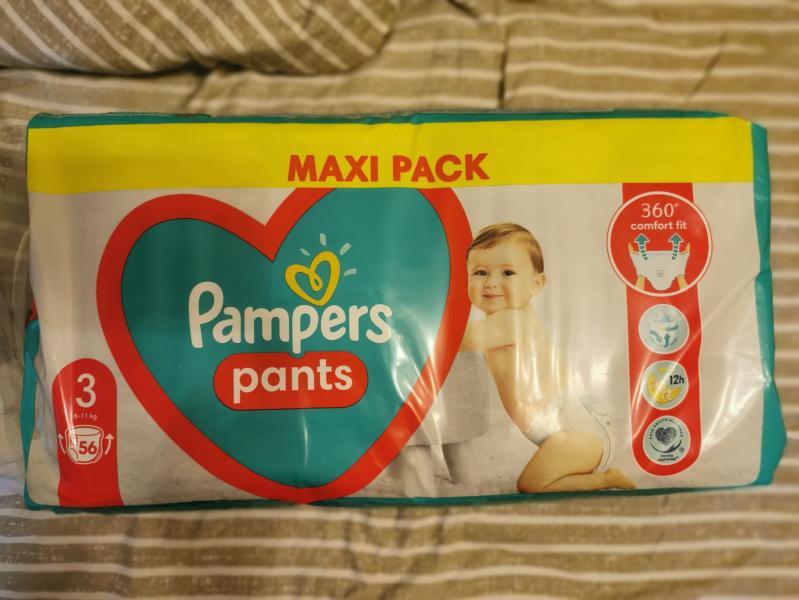 MAXI PACK
Pampers
pants
3
6-11 kg
56
360°
comfort fit
12h